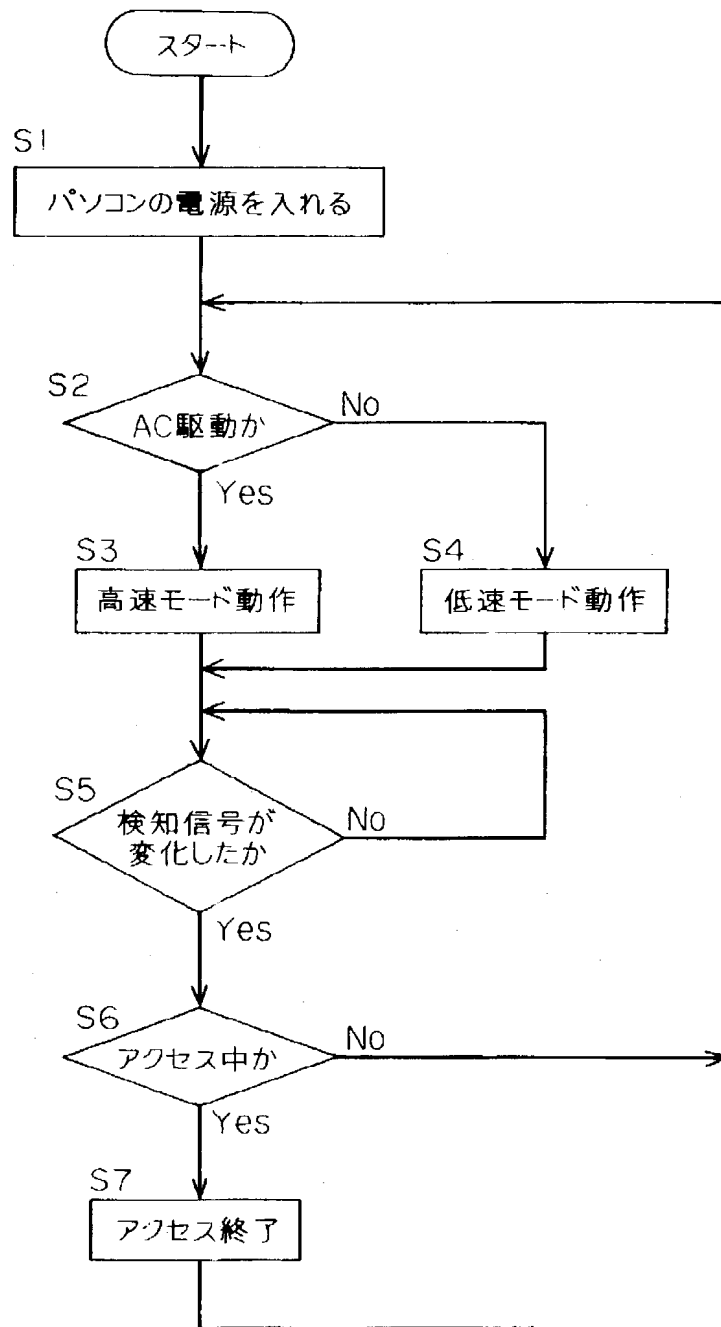 スタート
S1
パソコンの電源を入れる
S2
AC駆動か
No
Yes
S3
高速モード動作
S4
低速モード動作
S5
検知信号が
変化したか
No
Yes
S6
アクセス中か
No
Yes
S7
アクセス終了